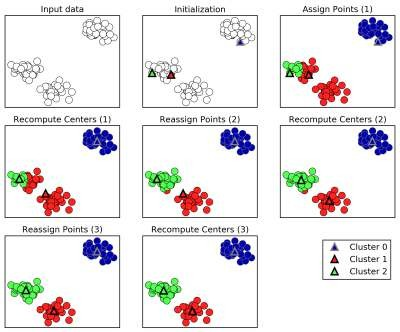 Input data
Initialization
Assign Points (1)
Recompute Centers (1)
Reassign Points (2)
Recompute Centers (2)
Reassign Points (3)
Recompute Centers (3)
Cluster 0
Cluster 1
Cluster 2